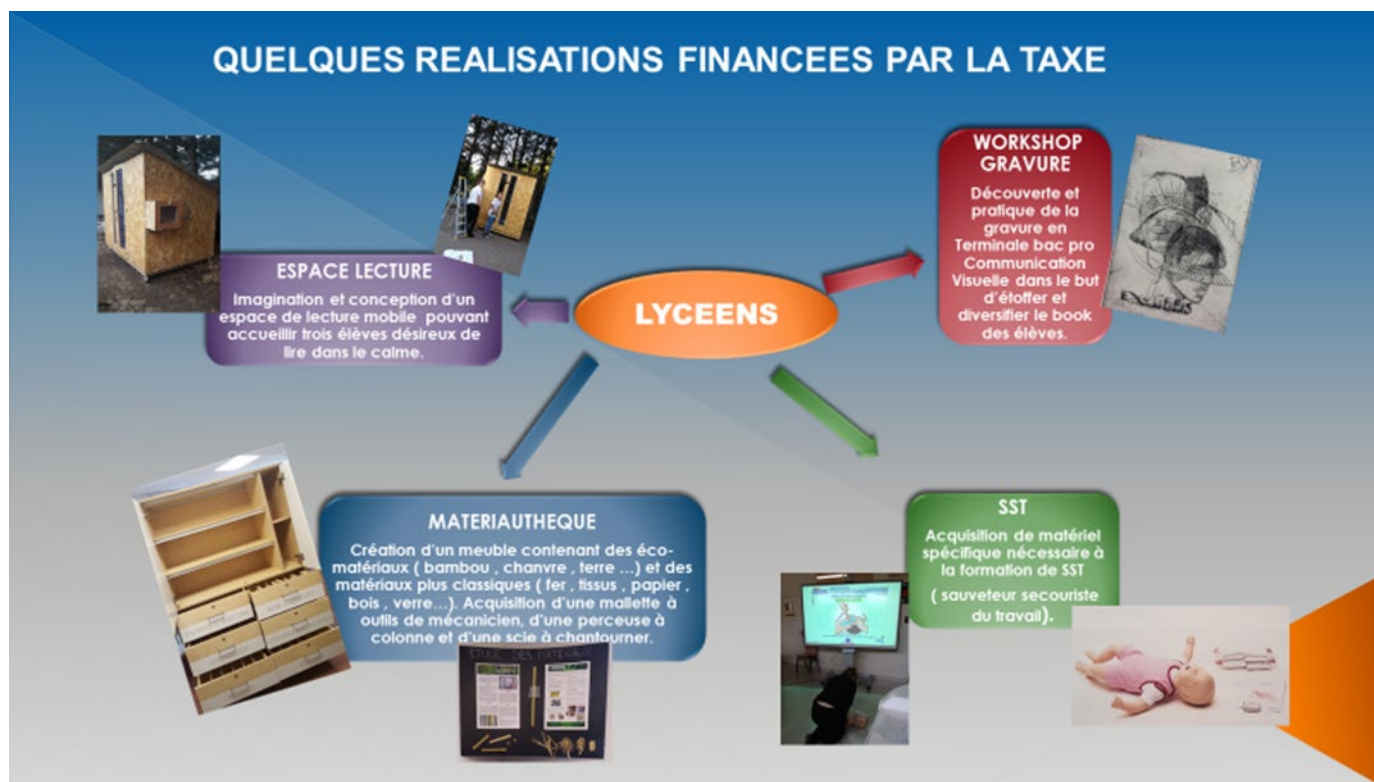 QUELQUES REALISATIONS FINANCEES PAR LA TAXE
ESPACE LECTURE
Imagination et conception d'un
espace de lecture mobile pouvant
accueillir trois élèves désireux de
lire dans le calme.
LYCEENS
WORKSHOP
GRAVURE
Découverte et
pratique de la
gravure en
Terminale bac pro
Communication
Visuelle dans le but
d'étoffer et
diversifier le book
des élèves.
MATERIAUTHEQUE
Création d'un meuble contenant des éco-
matériaux ( bambou , chanvre , terre ...) et des
matériaux plus classiques ( fer , tissus , papier ,
bois , verre...). Acquisition d'une mallette à
outils de mécanicien, d'une perceuse à
colonne et d'une scie à chantourner.
ETUDE DES MATERIAUX
SST
Acquisition de matériel
spécifique nécessaire à
la formation de SST
( sauveteur secouriste
du travail).